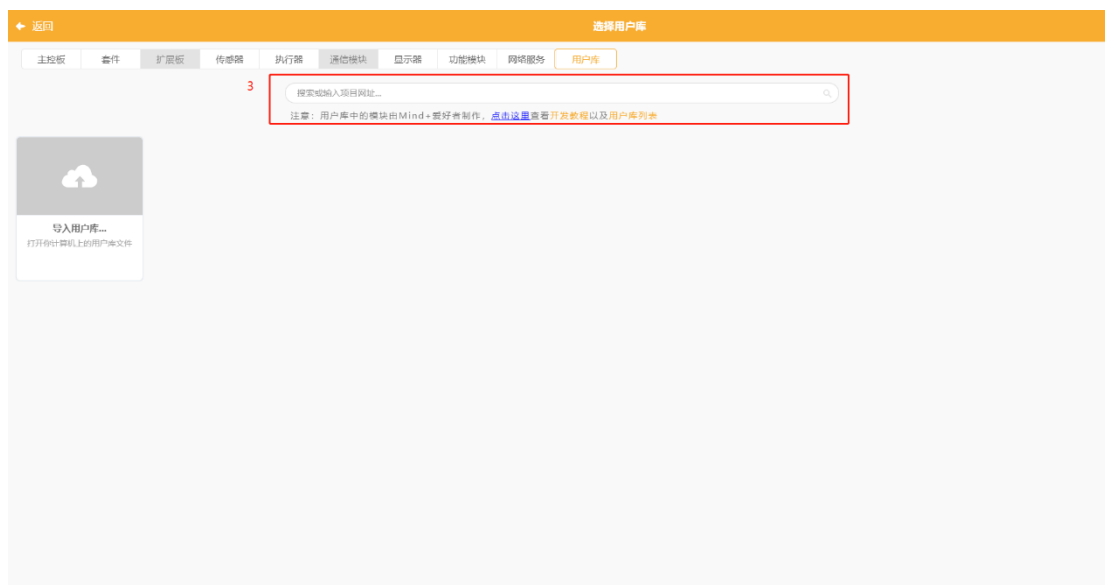 返回
选择用户库
主控板 套件 扩展板 传感器 执行器 通信模块 显示器 功能模块 网络服务 用户库
3
搜索或输入项目网址...
注意：用户库中的模块由Mind+爱好者制作，点击这里查看开发教程以及用户库列表
导入用户库...
打开你计算机上的用户库文件